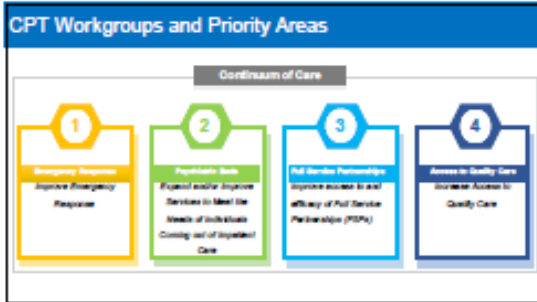 CPT Workgroups and Priority Areas
Continuum of Care
1
Emergency Response
Improve Emergency
Response
2
Psychiatric Beds
Expand and/or Improve
Services to Meet the
Needs of Individuals
Coming out of Inpatient
Care
3
Full Service Partnerships
Improve access to and
efficacy of Full Service
Partnerships (FSPs)
4
Access to Quality Care
Increase Access to
Quality Care